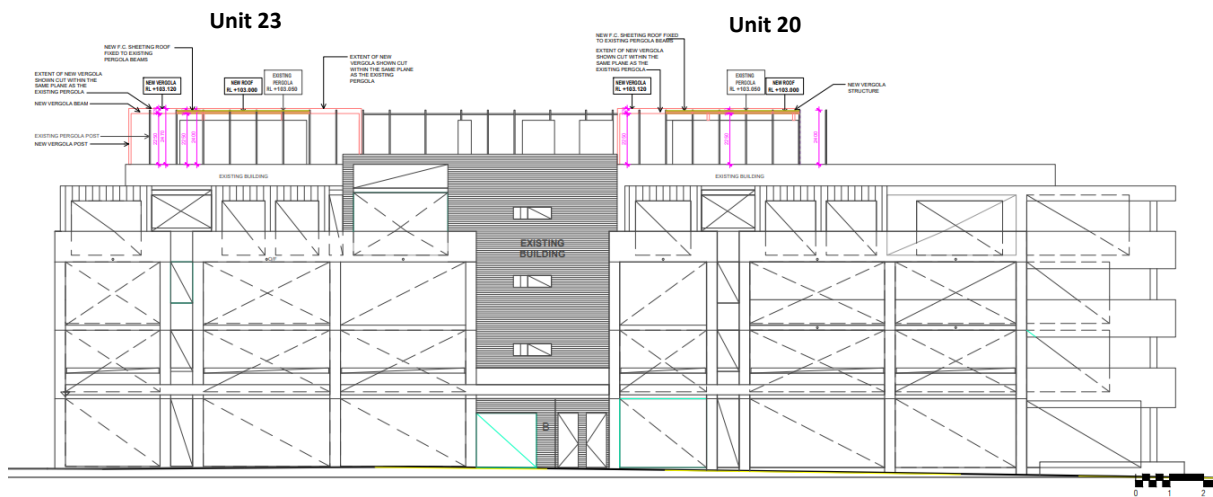 Unit 23
Unit 20
NEW F.C. SHEETING ROOF
FIXED TO EXISTING
PERGOLA BEAMS
EXTENT OF NEW VERGOLA
SHOWN CUT WITHIN THE
SAME PLANE AS THE
EXISTING PERGOLA
NEW VERGOLA BEAM
EXISTING PERGOLA POST
NEW VERGOLA POST
NEW VERGOLA
RL +103.120
NEW ROOF
RL +103.000
EXISTING
PERGOLA
RL +103.050
EXTENT OF NEW
VERGOLA SHOWN CUT
WITHIN THE SAME PLANE
AS THE EXISTING
PERGOLA
NEW F.C. SHEETING ROOF FIXED
TO EXISTING PERGOLA BEAMS
EXTENT OF NEW VERGOLA
SHOWN CUT WITHIN THE
SAME PLANE AS THE
EXISTING PERGOLA
NEW VERGOLA
RL +103.120
EXISTING
PERGOLA
RL +103.050
NEW ROOF
RL +103.000
NEW VERGOLA
STRUCTURE
EXISTING BUILDING
EXISTING BUILDING
EXISTING
BUILDING
0 1 2